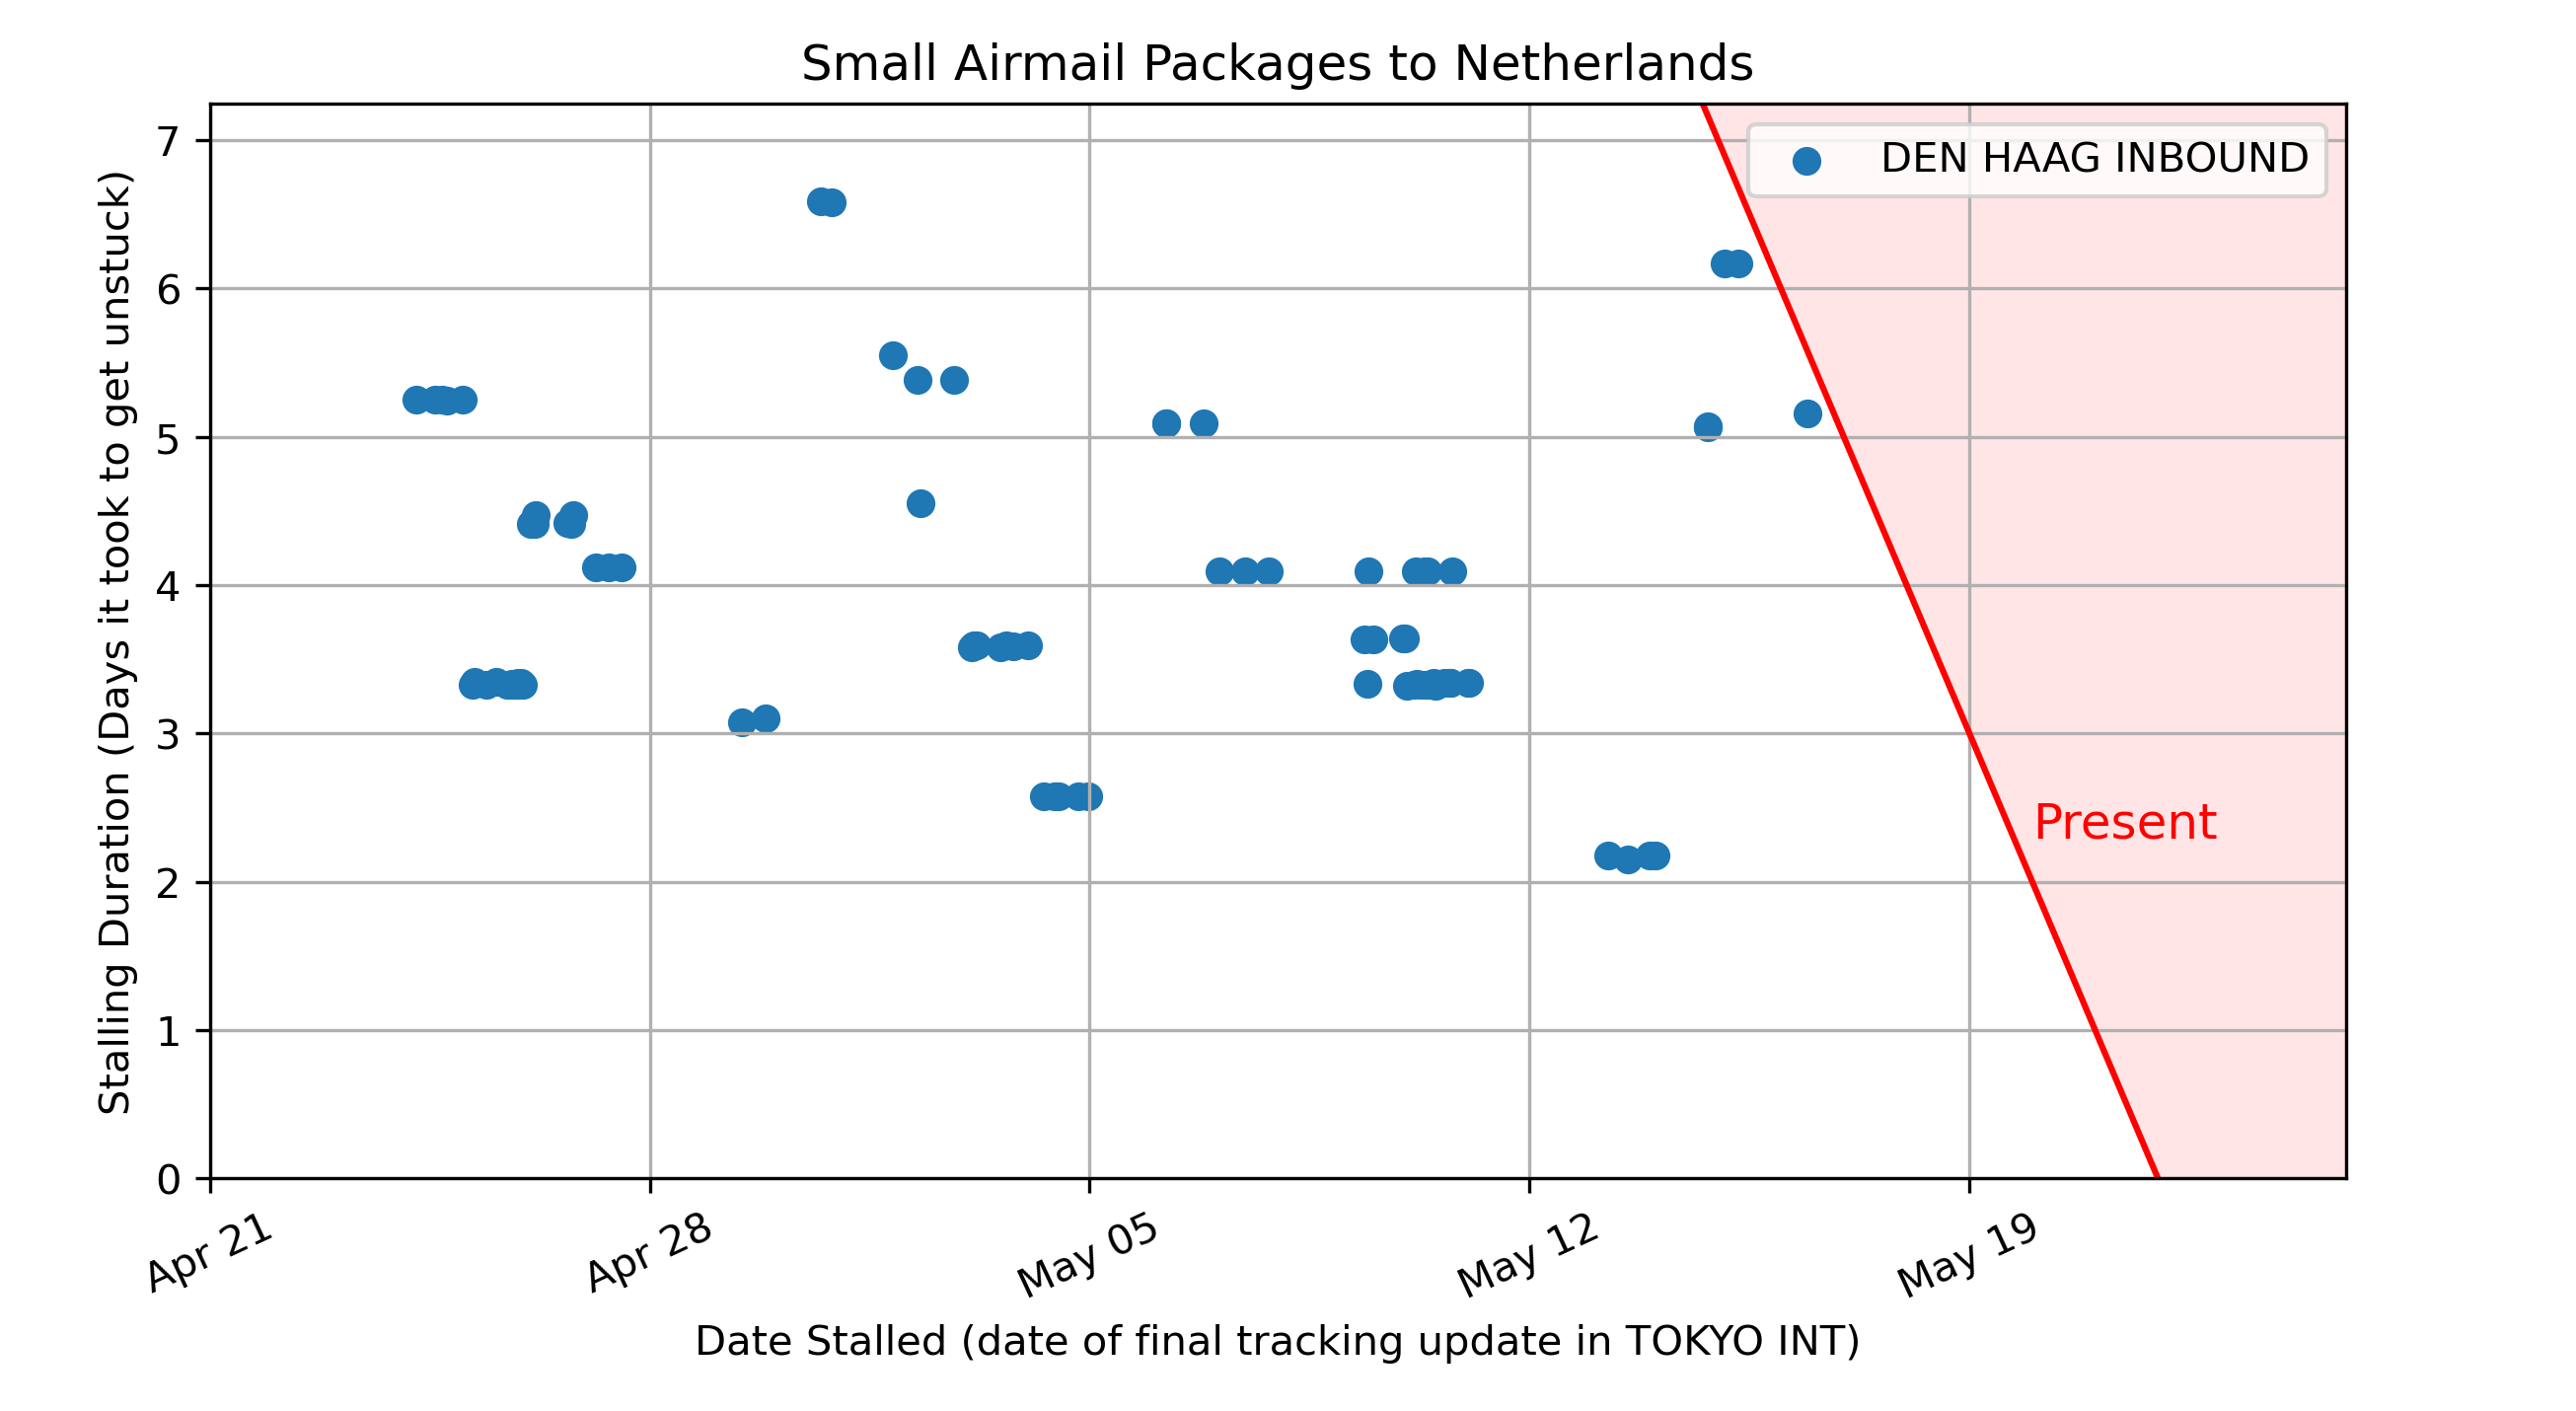 Small Airmail Packages to Netherlands
DEN HAAG INBOUND
Stalling Duration (Days it took to get unstuck)
7
6
5
4
3
2
1
0
Present
Apr 21
Apr 28
May 05
May 12
May 19
Date Stalled (date of final tracking update in TOKYO INT)